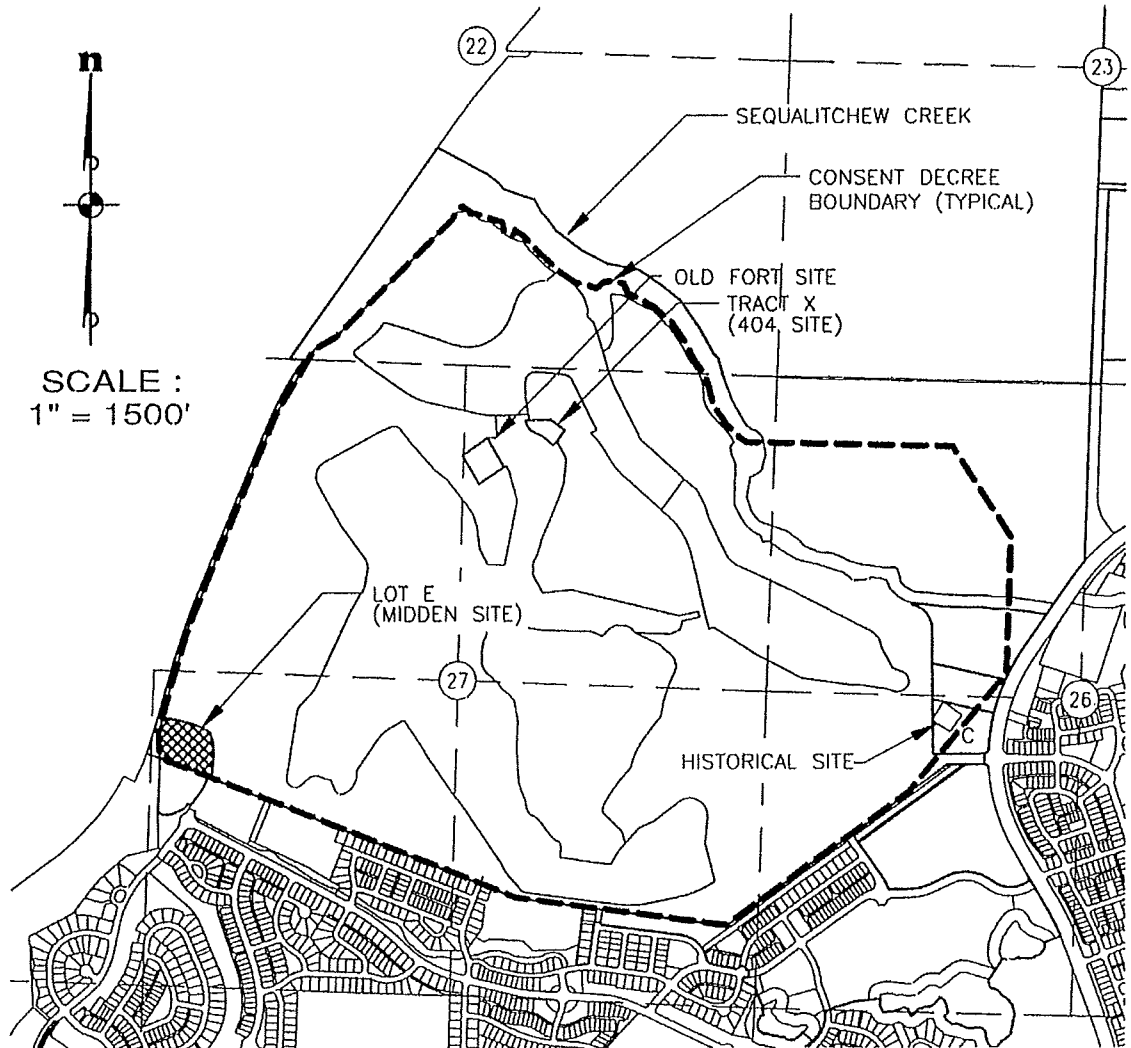 n
SCALE :
1" = 1500'
22
23
SEQUALITCHEW CREEK
CONSENT DECREE
BOUNDARY (TYPICAL)
OLD FORT SITE
TRACT X
(404 SITE)
LOT E
(MIDDEN SITE)
27
26
C
HISTORICAL SITE